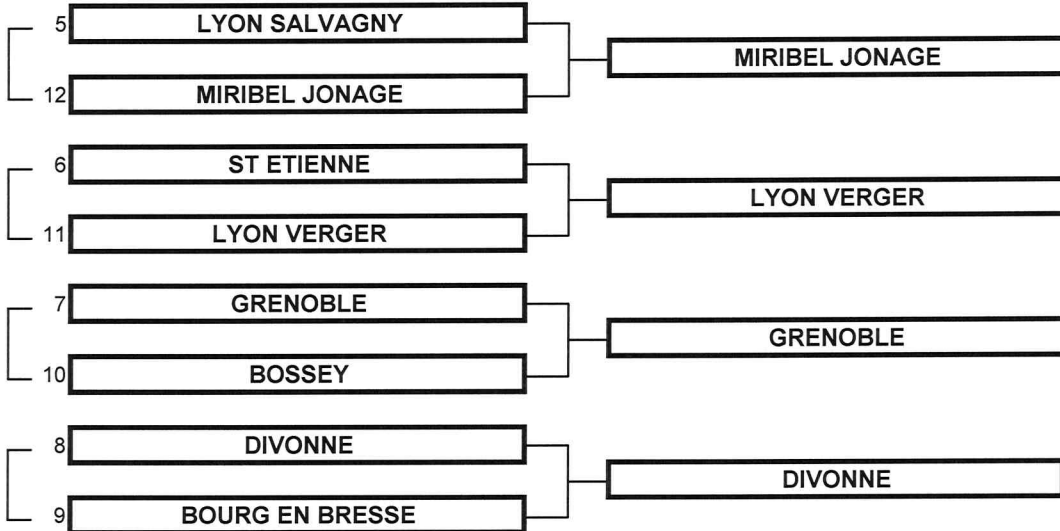 5 LYON SALVAGNY
MIRIBEL JONAGE
12 MIRIBEL JONAGE
6 ST ETIENNE
LYON VERGER
11 LYON VERGER
7 GRENOBLE
GRENOBLE
10 BOSSEY
8 DIVONNE
DIVONNE
9 BOURG EN BRESSE